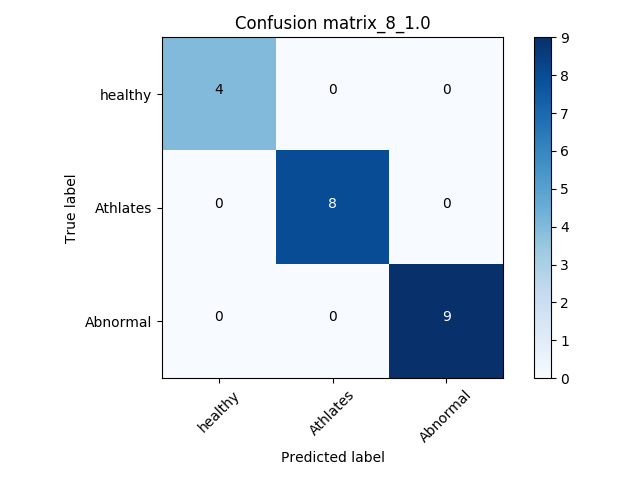 Confusion matrix_8_1.0
True label
healthy 4 0 0
Athlates 0 8 0
Abnormal 0 0 9
healthy Athlates Abnormal
Predicted label
9
8
7
6
5
4
3
2
1
0